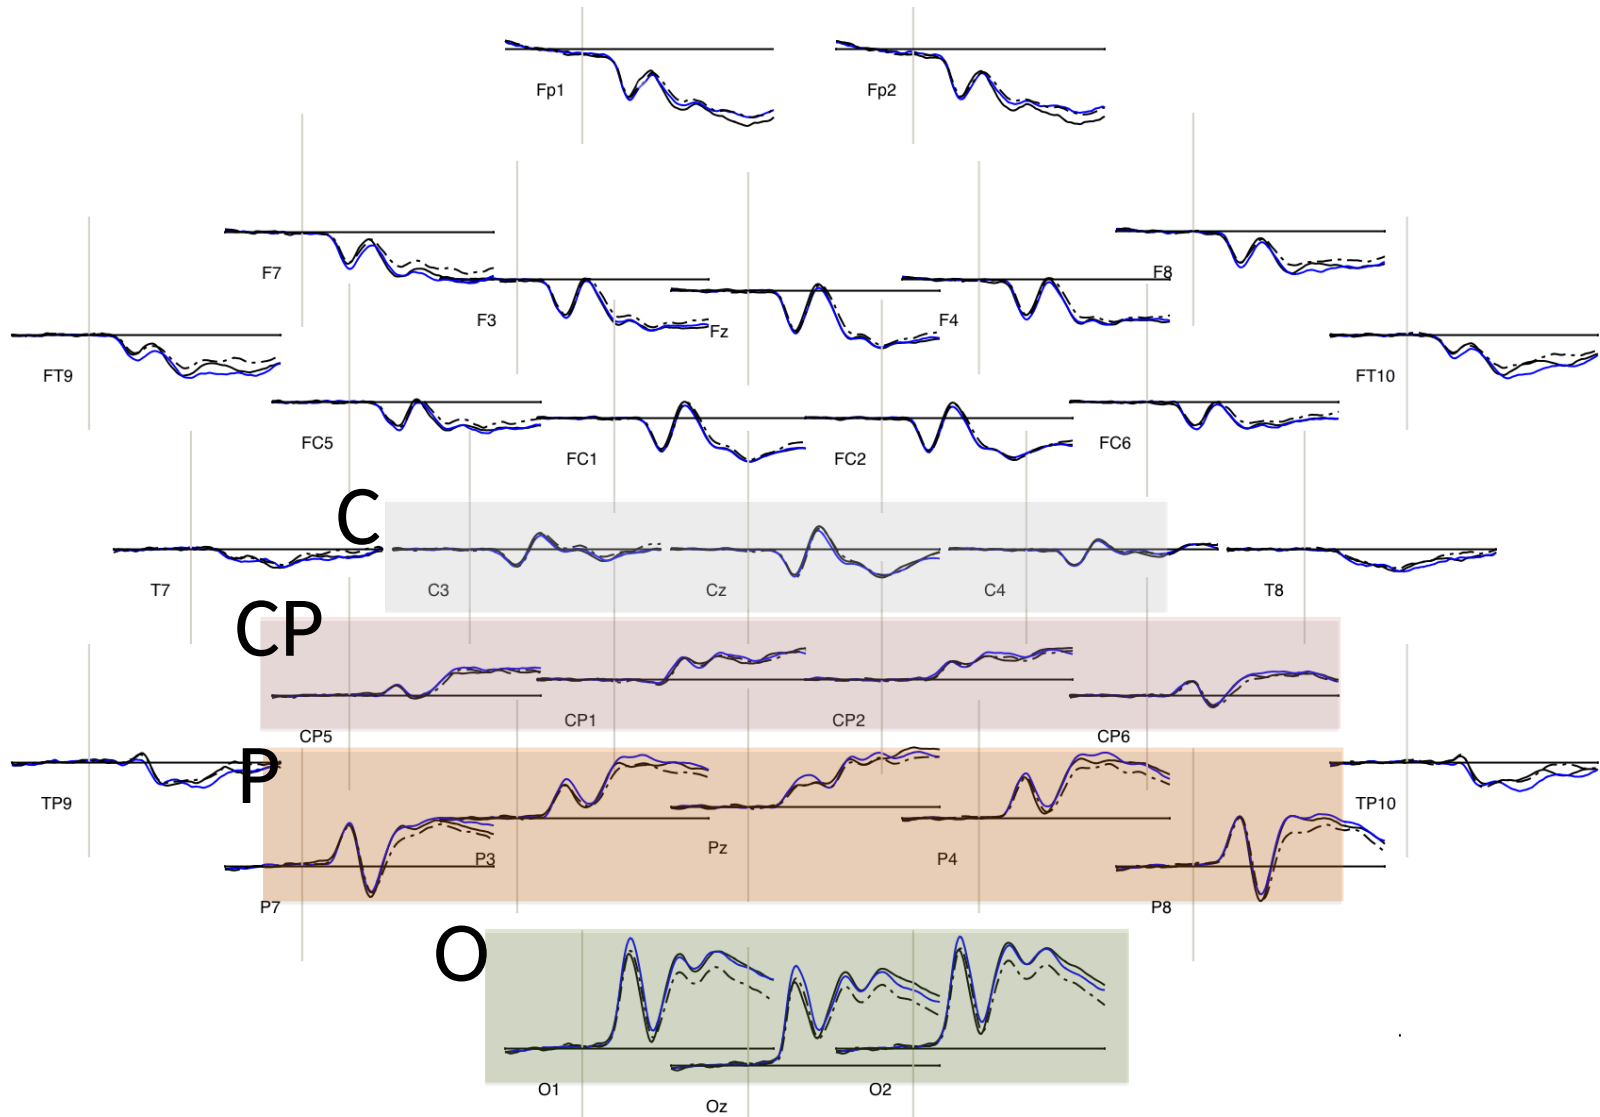 Fp1 Fp2
F7 F8
F3 Fz F4
FT9 FT10
FC5 FC1 FC2 FC6
C
T7 C3 Cz C4 T8
CP
CP1 CP2
CP5 CP6
P
TP9 TP10
P3 Pz P4
P7 P8
O
O1 O2
Oz